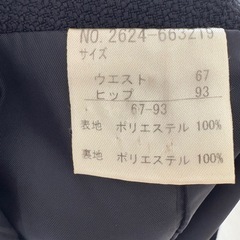 NO. 2624-663219
サイズ
ウエスト 67
ヒップ 93
67-93
表地 ポリエステル 100%
裏地 ポリエステル 100%